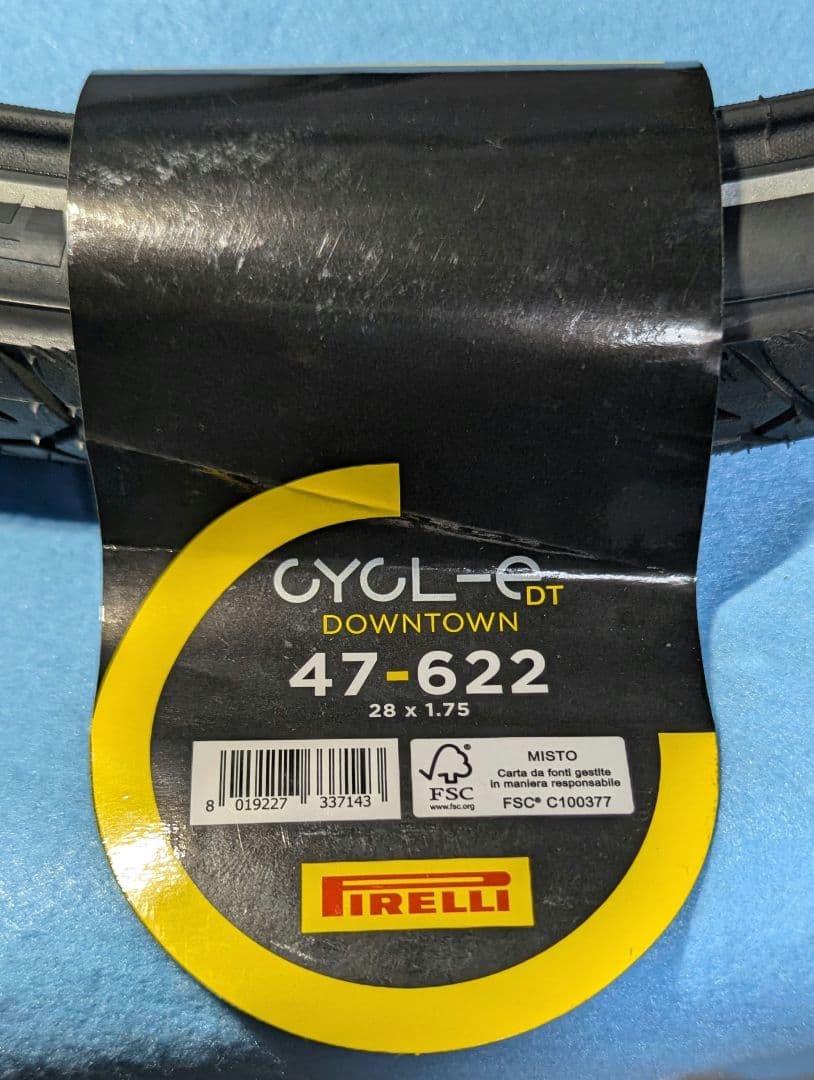 CYCL-e DT
DOWNTOWN
47-622
28 x 1.75
8 019227 337143
FSC
www.fsc.org
MISTO
Carta da fonti gestite
in maniera responsabile
FSC® C100377
PIRELLI